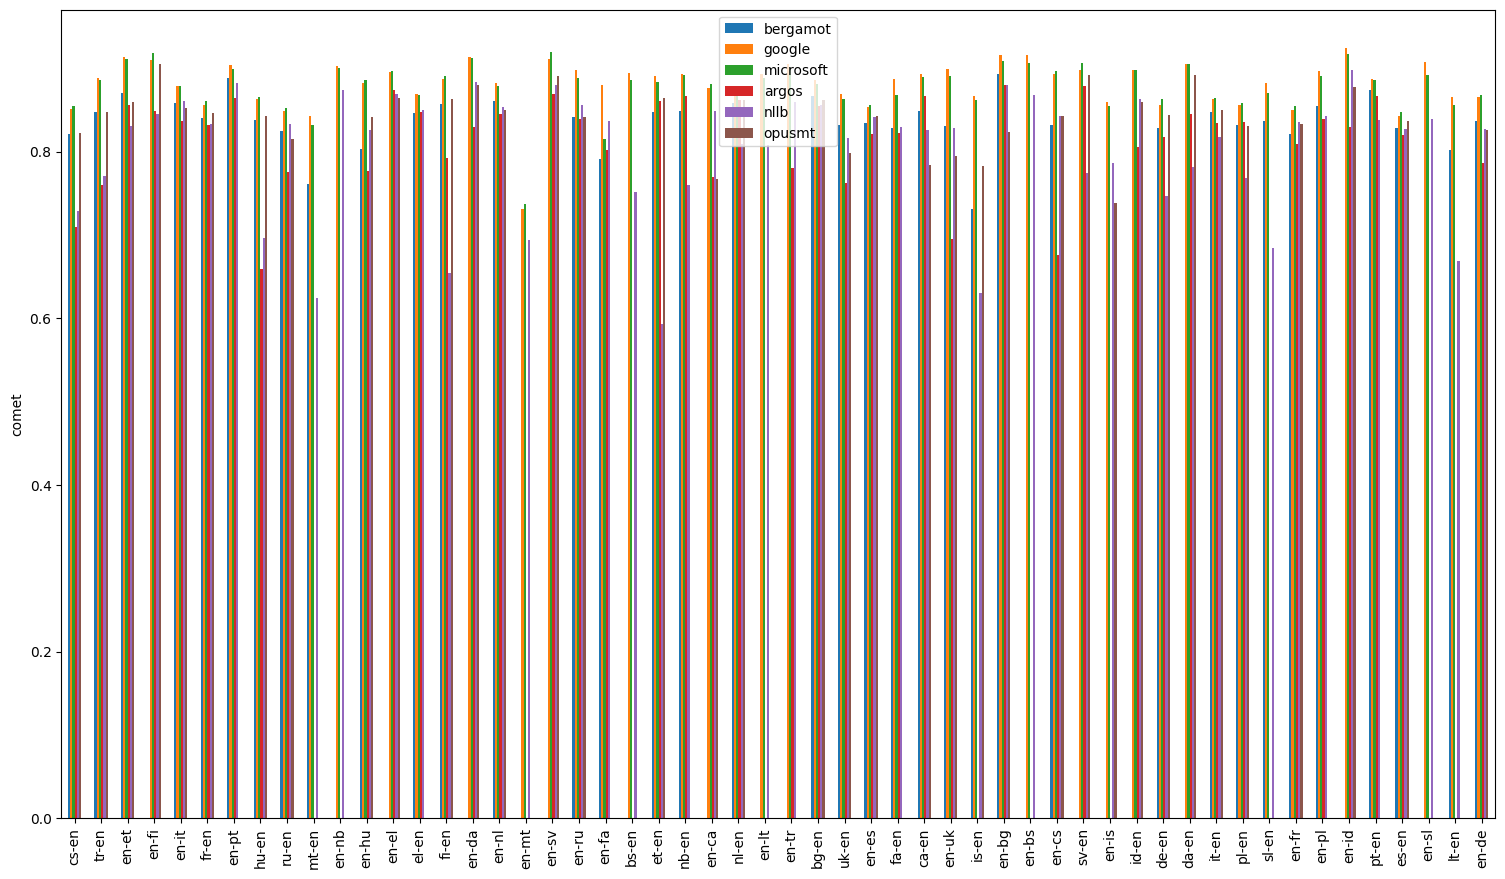 bergamot
google
microsoft
argos
nllb
opusmt
comet
0.8
0.6
0.4
0.2
0.0
cs-en
tr-en
en-et
en-fi
en-it
fr-en
en-pt
hu-en
ru-en
mt-en
en-nb
en-hu
en-el
el-en
fi-en
en-da
en-nl
en-mt
en-sv
en-ru
en-fa
bs-en
et-en
nb-en
en-ca
nl-en
en-lt
en-tr
bg-en
uk-en
en-es
fa-en
ca-en
en-uk
is-en
en-bg
en-bs
en-cs
sv-en
en-is
id-en
de-en
da-en
it-en
pl-en
sl-en
en-fr
en-pl
en-id
pt-en
es-en
en-sl
lt-en
en-de